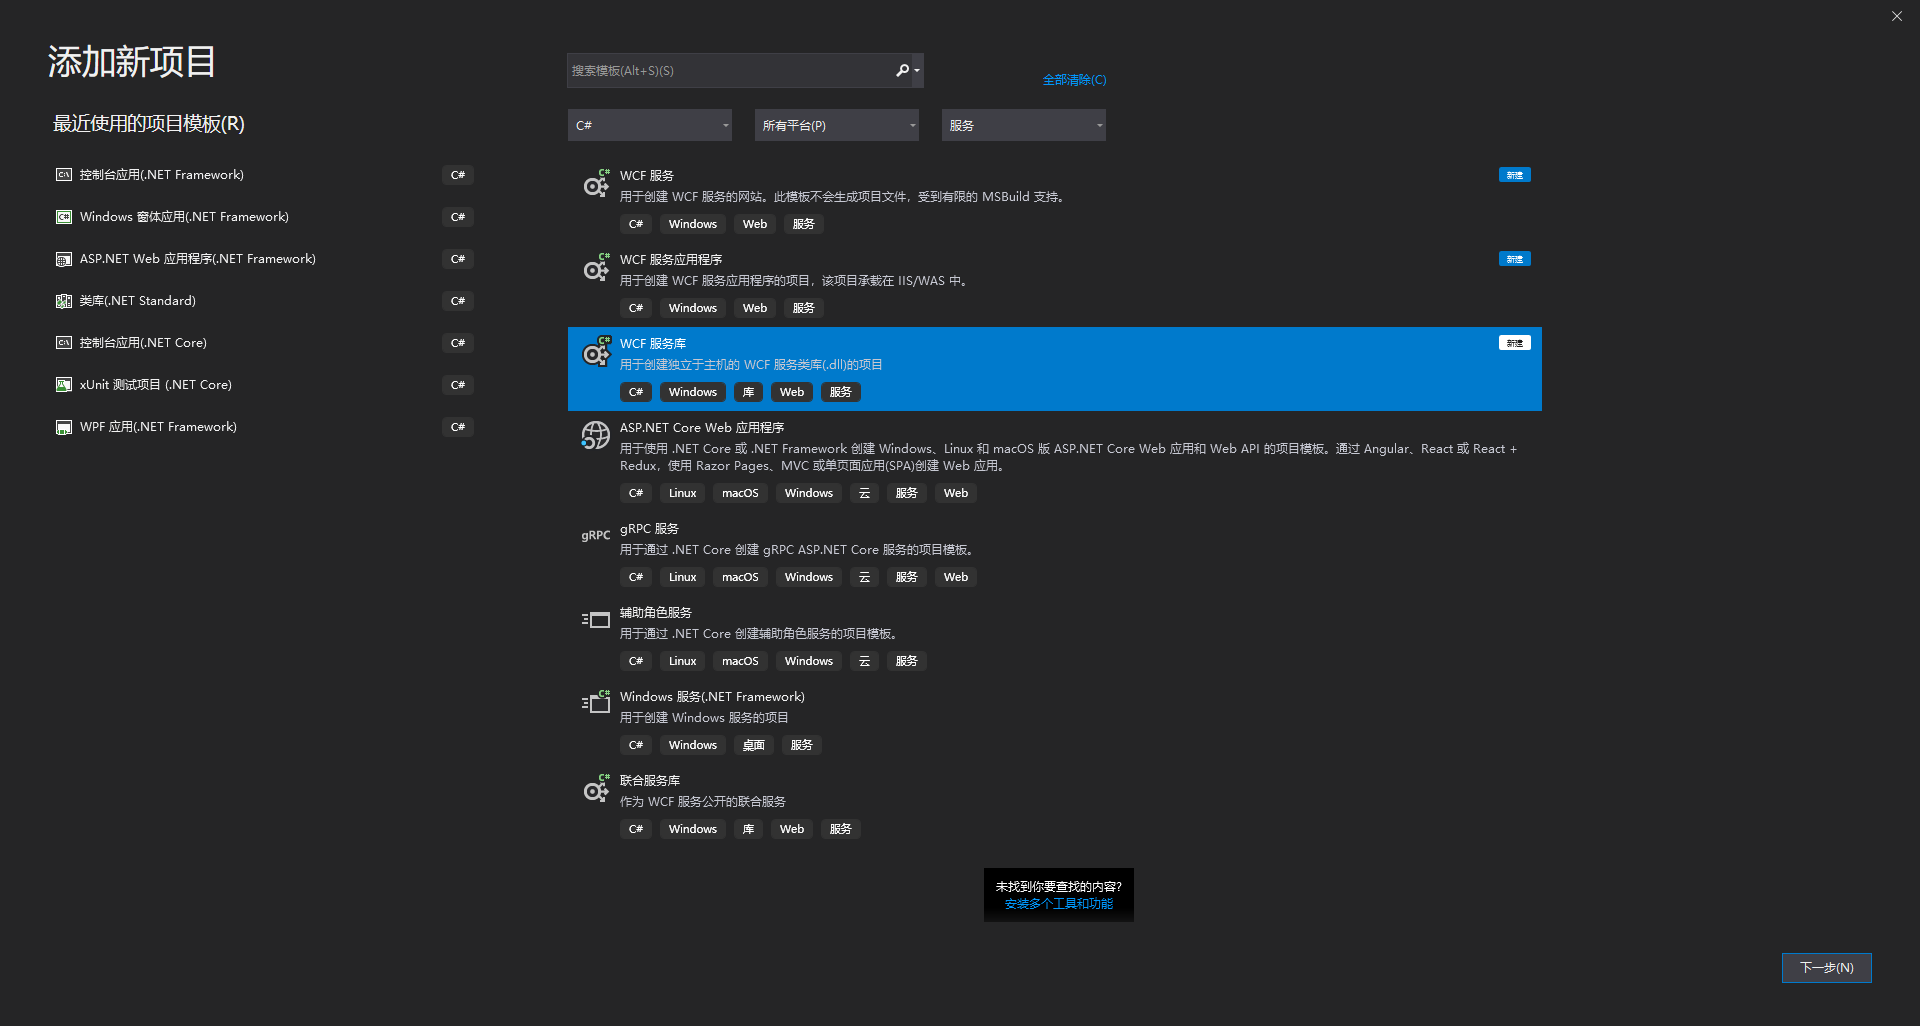 添加新项目
最近使用的项目模板(R)
控制台应用(.NET Framework) C#
Windows 窗体应用(.NET Framework) C#
ASP.NET Web 应用程序(.NET Framework) C#
类库(.NET Standard) C#
控制台应用(.NET Core) C#
xUnit 测试项目 (.NET Core) C#
WPF 应用(.NET Framework) C#
搜索模板(Alt+S)(S)
全部清除(C)
C# 所有平台(P) 服务
WCF 服务 新建
用于创建 WCF 服务的网站。此模板不会生成项目文件，受到有限的 MSBuild 支持。
C# Windows Web 服务
WCF 服务应用程序 新建
用于创建 WCF 服务应用程序的项目，该项目承载在 IIS/WAS 中。
C# Windows Web 服务
WCF 服务库 新建
用于创建独立于主机的 WCF 服务类库(.dll)的项目
C# Windows 库 Web 服务
ASP.NET Core Web 应用程序
用于使用 .NET Core 或 .NET Framework 创建 Windows、Linux 和 macOS 版 ASP.NET Core Web 应用和 Web API 的项目模板。通过 Angular、React 或 React +
Redux，使用 Razor Pages、MVC 或单页面应用(SPA)创建 Web 应用。
C# Linux macOS Windows 云 服务 Web
gRPC gRPC 服务
用于通过 .NET Core 创建 gRPC ASP.NET Core 服务的项目模板。
C# Linux macOS Windows 云 服务 Web
辅助角色服务
用于通过 .NET Core 创建辅助角色服务的项目模板。
C# Linux macOS Windows 云 服务
Windows 服务(.NET Framework)
用于创建 Windows 服务的项目
C# Windows 桌面 服务
联合服务库
作为 WCF 服务公开的联合服务
C# Windows 库 Web 服务
未找到你要查找的内容?
安装多个工具和功能
下一步(N)